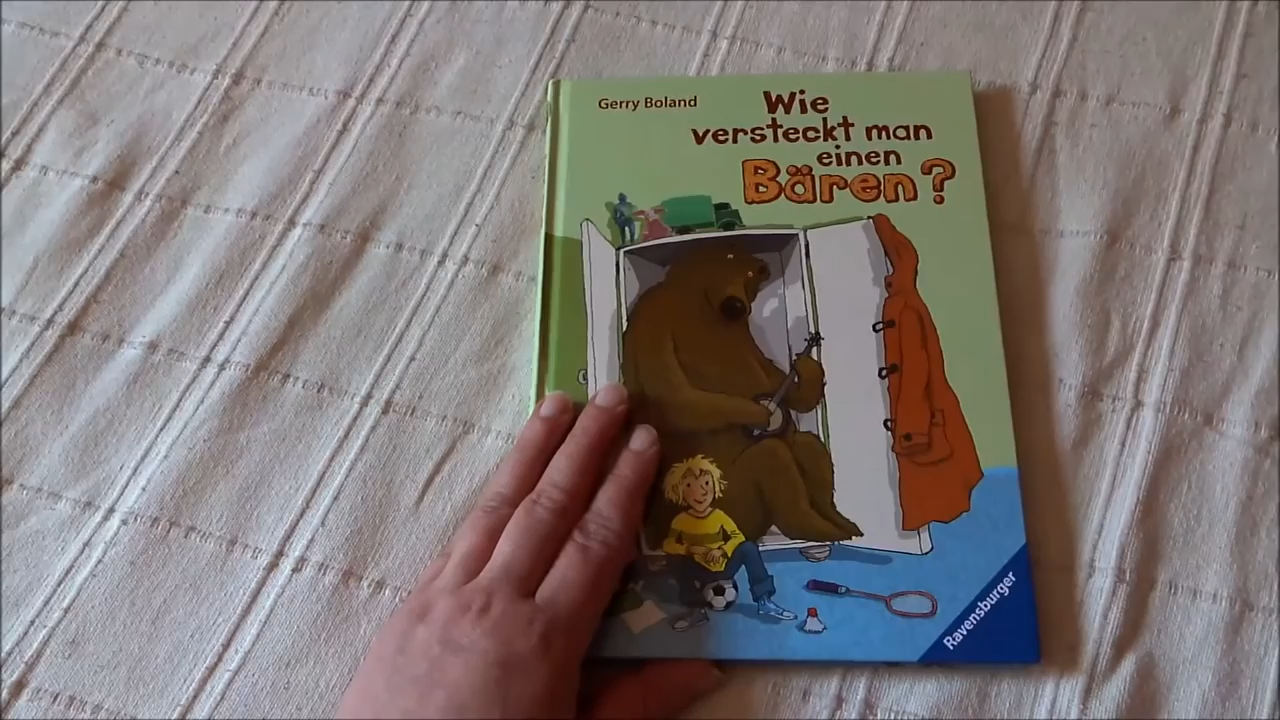 Gerry Boland
Wie
versteckt man
einen
Bären?
Ravensburger